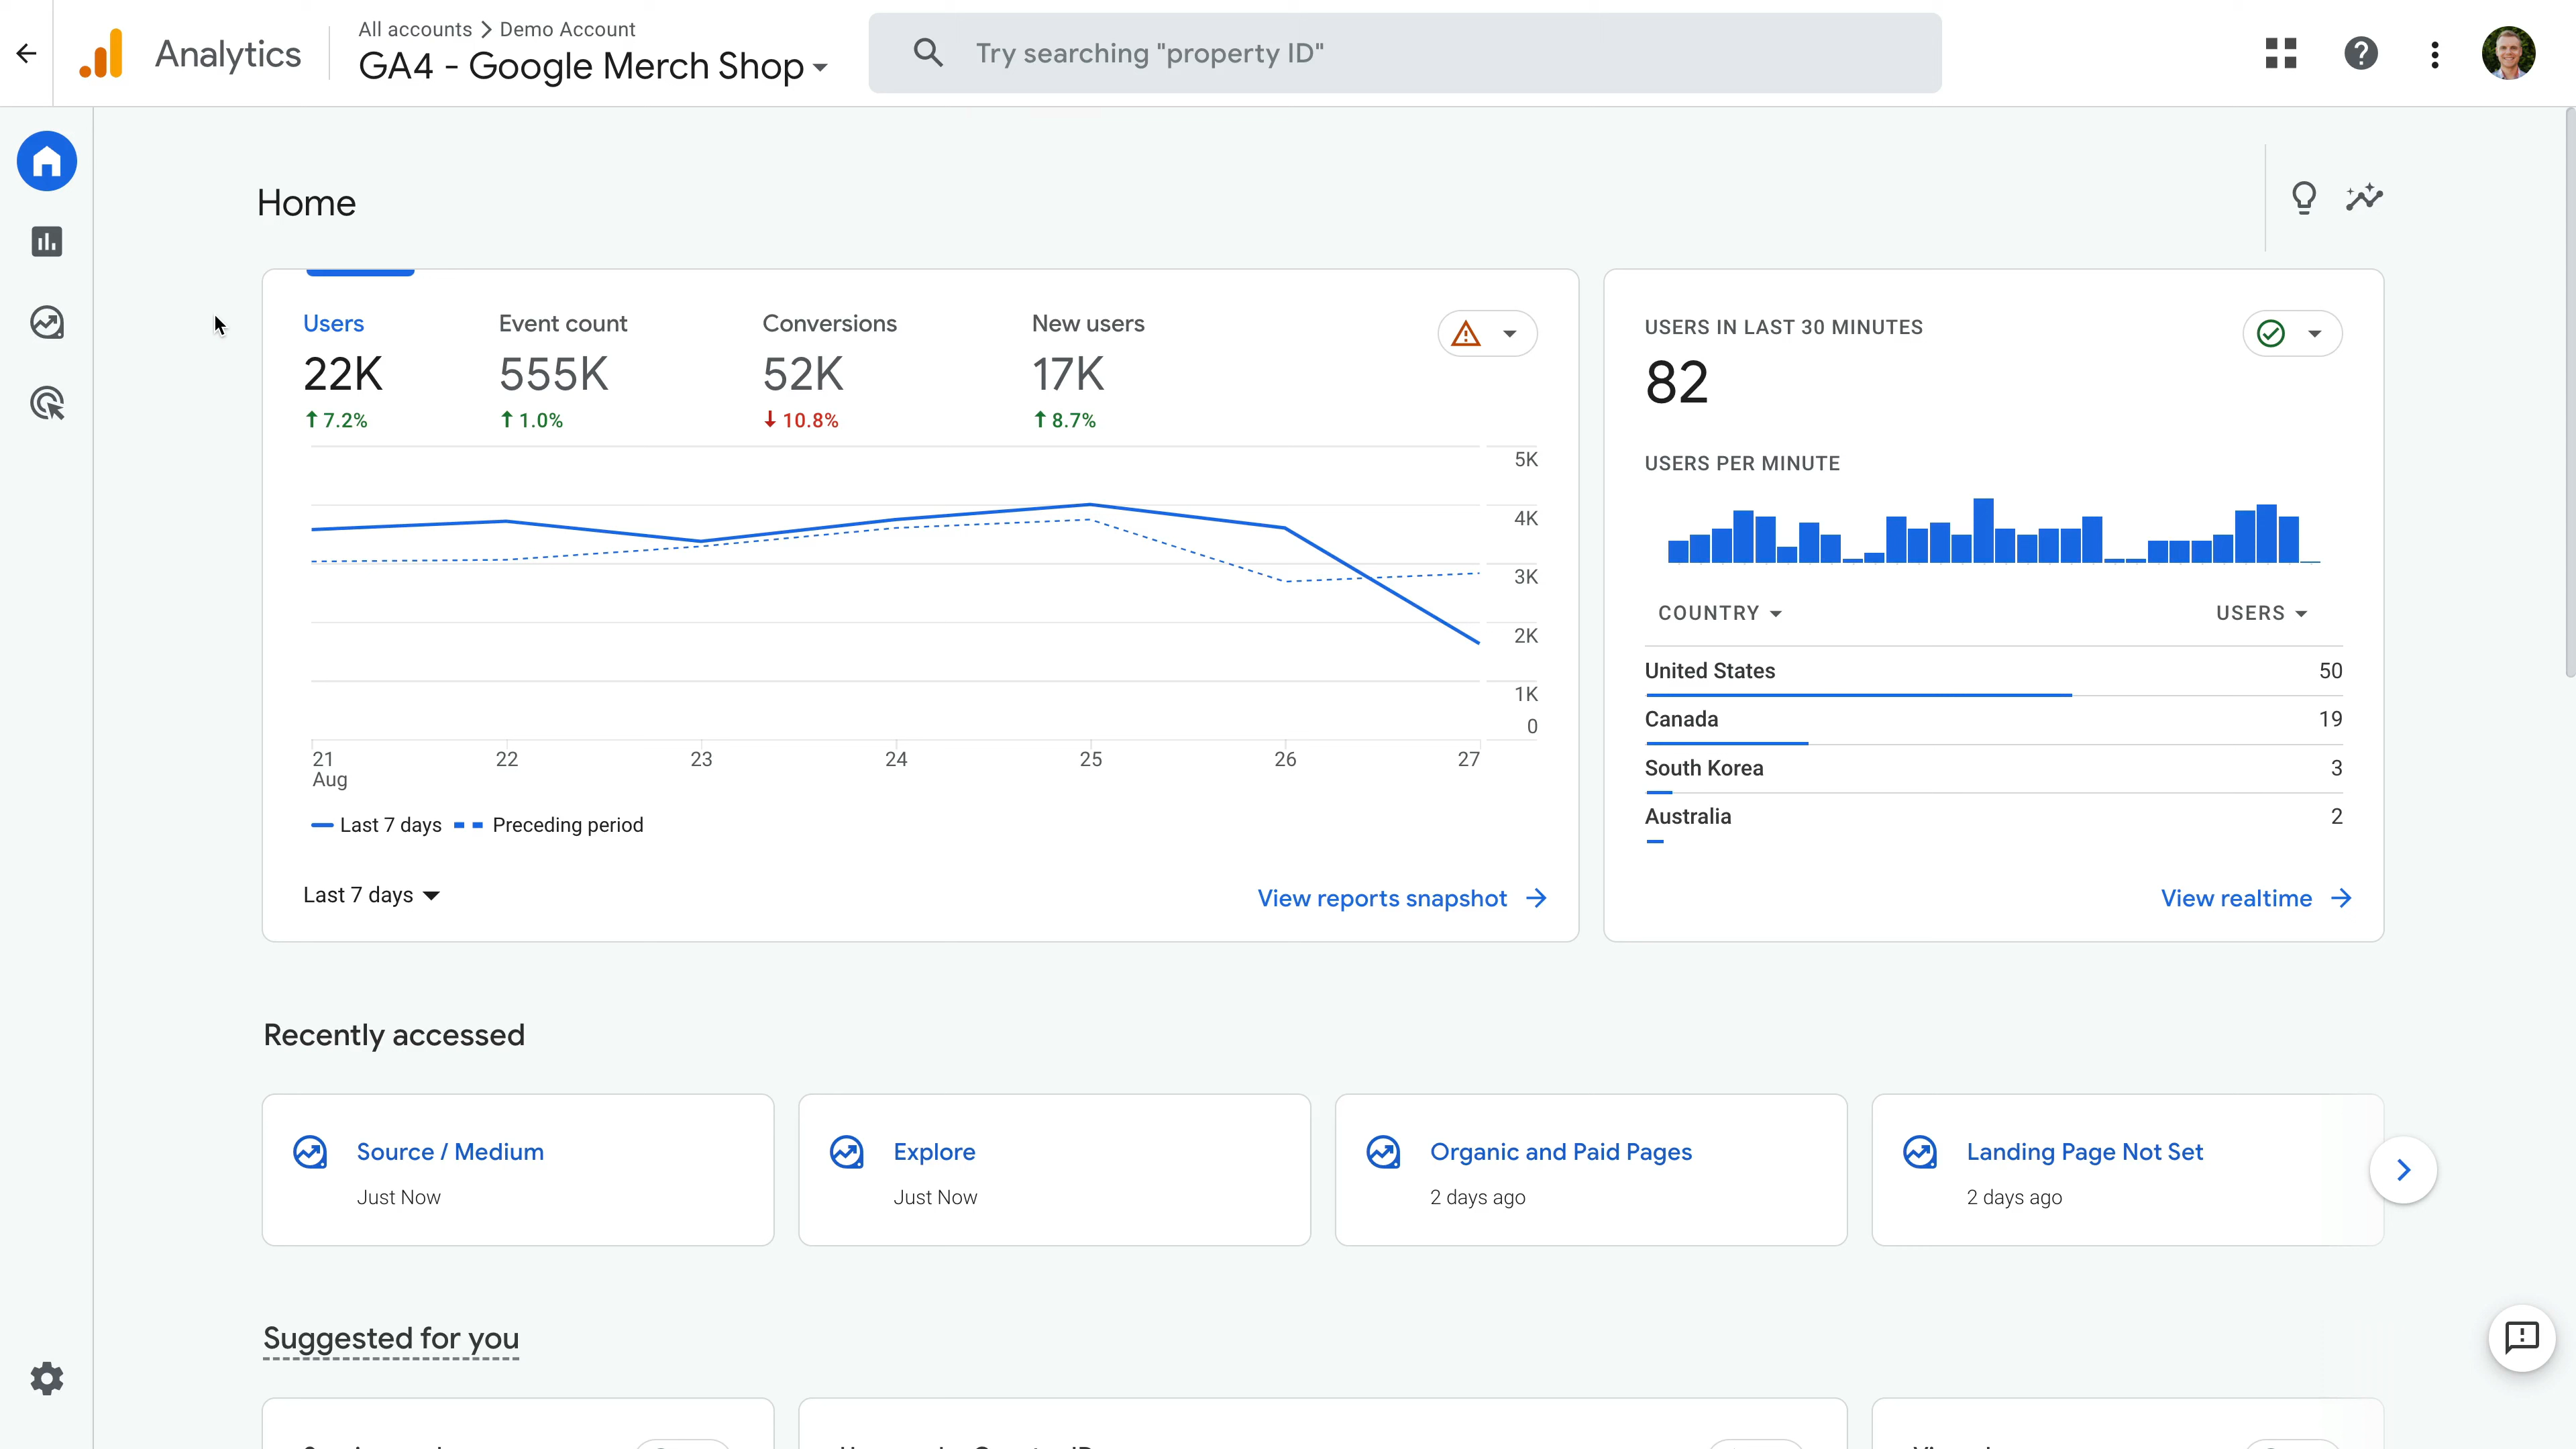 All accounts > Demo Account
Analytics
GA4 - Google Merch Shop
Try searching "property ID"
Home
Users
22K
7.2%
Event count
555K
1.0%
Conversions
52K
10.8%
New users
17K
8.7%
5K
4K
3K
2K
1K
0
21
Aug
22
23
24
25
26
27
Last 7 days
Preceding period
Last 7 days
View reports snapshot
USERS IN LAST 30 MINUTES
82
USERS PER MINUTE
COUNTRY
USERS
United States 50
Canada 19
South Korea 3
Australia 2
View realtime
Recently accessed
Source / Medium
Just Now
Explore
Just Now
Organic and Paid Pages
2 days ago
Landing Page Not Set
2 days ago
Suggested for you